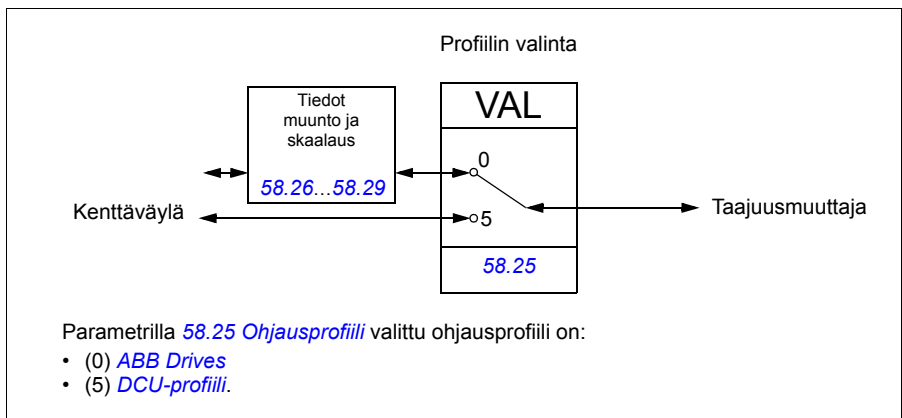 Profiilin valinta
Tiedot
muunto ja
skaalaus
58.26...58.29
VAL
0
5
58.25
Kenttäväylä
Taajuusmuuttaja
Parametrilla 58.25 Ohjausprofiili valittu ohjausprofiili on:
• (0) ABB Drives
• (5) DCU-profiili.